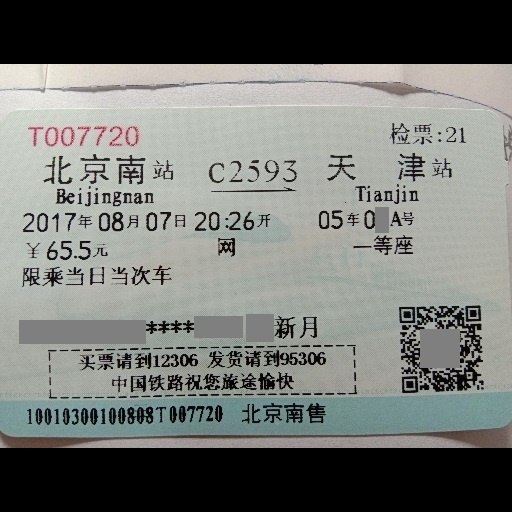 T007720 检票:21
北京南站 C2593 天津站
Beijingnan Tianjin
2017年08月07日20:26开 05车0A号
￥65.5元 网 一等座
限乘当日当次车
****新月
买票请到12306 发货请到95306
中国铁路祝您旅途愉快
10010300100808T007720 北京南售